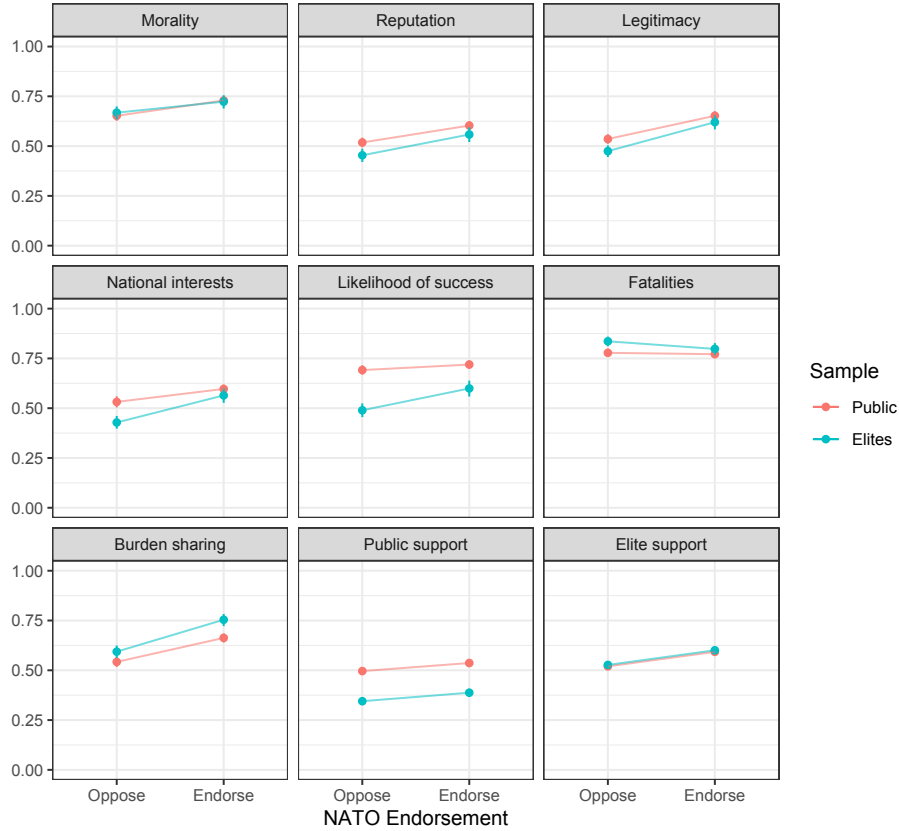 Morality Reputation Legitimacy
1.00
0.75
0.50
0.25
0.00
National interests Likelihood of success Fatalities
1.00
0.75
0.50
0.25
0.00
Sample
Public
Elites
Burden sharing Public support Elite support
1.00
0.75
0.50
0.25
0.00
Oppose Endorse Oppose Endorse Oppose Endorse
NATO Endorsement